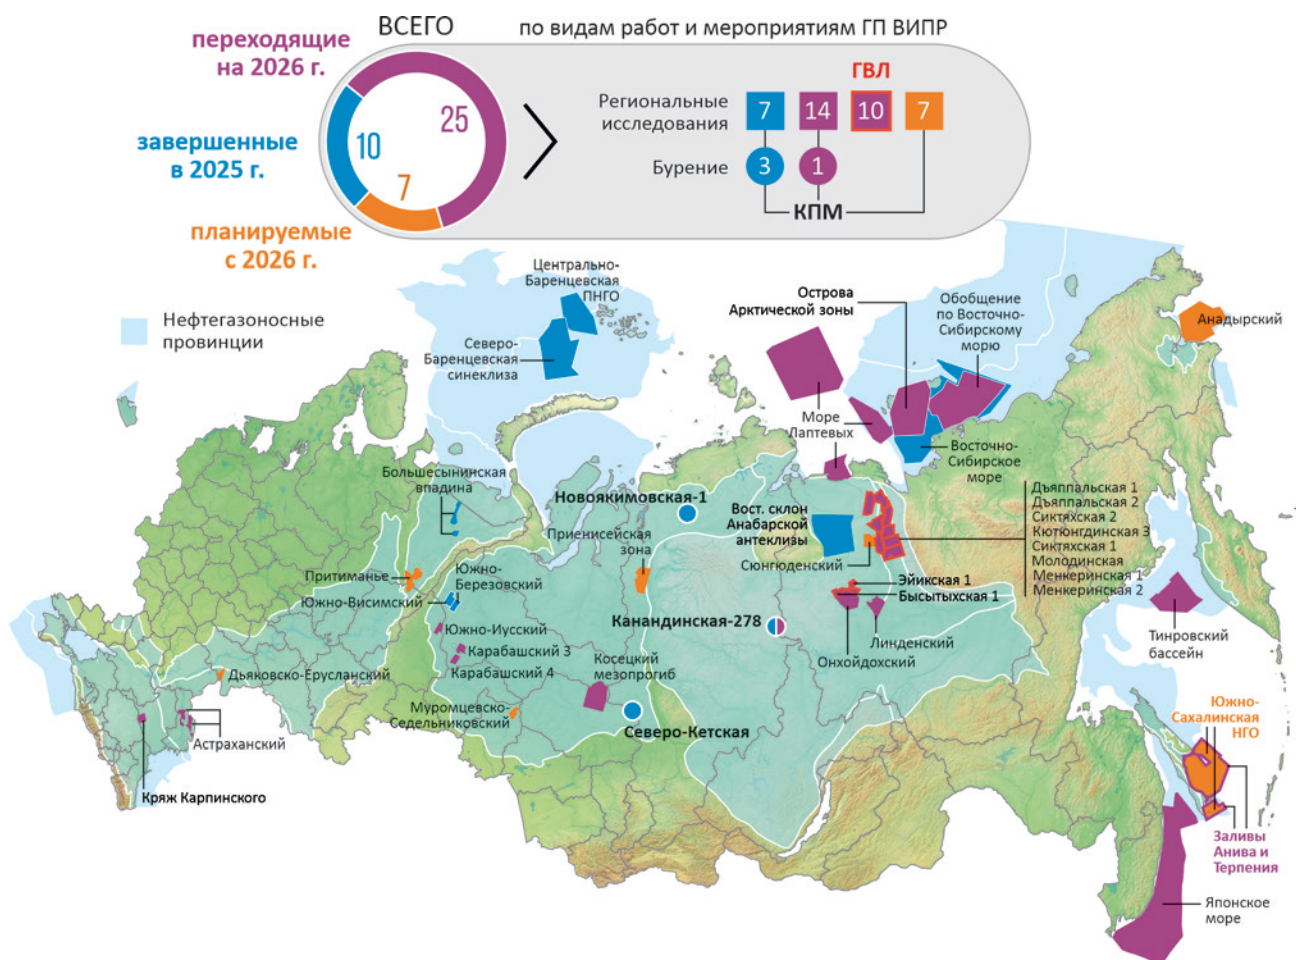 переходящие
на 2026 г.
завершенные
в 2025 г.
планируемые
с 2026 г.
ВСЕГО
25
10
7
по видам работ и мероприятиям ГП ВИПР
ГВЛ
Региональные
исследования
7
14
10
7
Бурение
3
1
КПМ
Нефтегазоносные
провинции
Центрально-
Баренцевская
ПНГО
Северо-
Баренцевская
синеклиза
Острова
Арктической зоны
Обобщение
по Восточно-
Сибирскому
морю
Анадырский
Море
Лаптевых
Восточно-
Сибирское
море
Большесынинская
впадина
Новоякимовская-1
Приенисейская
зона
Вост. склон
Анабарской
антеклизы
Сюнгюденский
Дъяппальская 1
Дъяппальская 2
Сиктяхская 2
Кютюнгдинская 3
Сиктяхская 1
Молодинская
Менкеринская 1
Менкеринская 2
Притиманье
Южно-
Березовский
Южно-Висимский
Эйикская 1
Бысытыхская 1
Канандинская-278
Линденский
Онхойдохский
Тинровский
бассейн
Южно-Иусский
Карабашский 3
Карабашский 4
Косецкий
мезопрогиб
Дьяковско-Ерусланский
Муромцевско-
Седельниковский
Северо-Кетская
Астраханский
Кряж Карпинского
Южно-
Сахалинская
НГО
Заливы
Анива и
Терпения
Японское
море